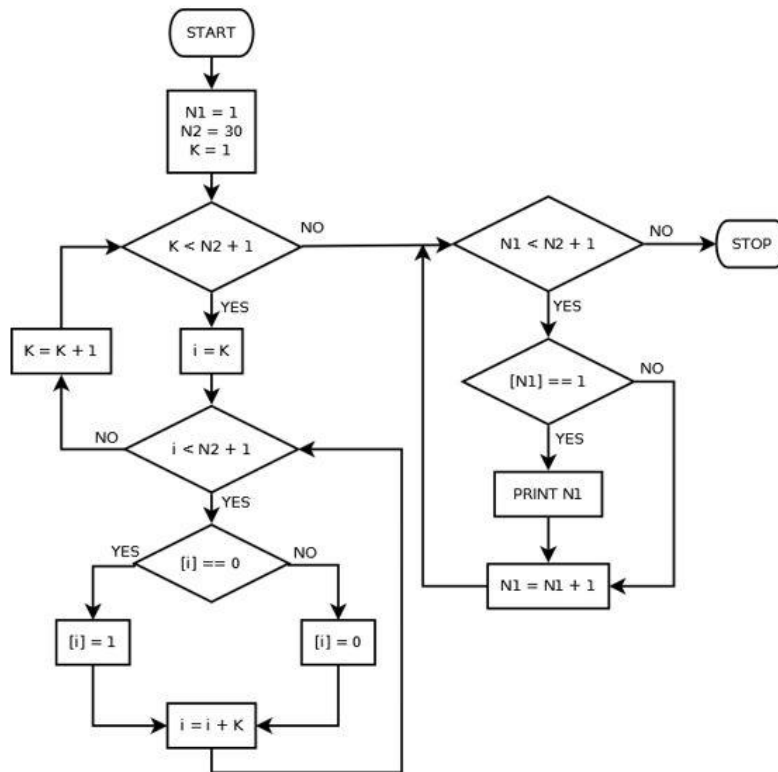 START
N1 = 1
N2 = 30
K = 1
K < N2 + 1
NO
YES
K = K + 1
i = K
i < N2 + 1
NO
YES
[i] == 0
YES
NO
[i] = 1
[i] = 0
i = i + K
N1 < N2 + 1
NO
STOP
YES
[N1] == 1
NO
YES
PRINT N1
N1 = N1 + 1